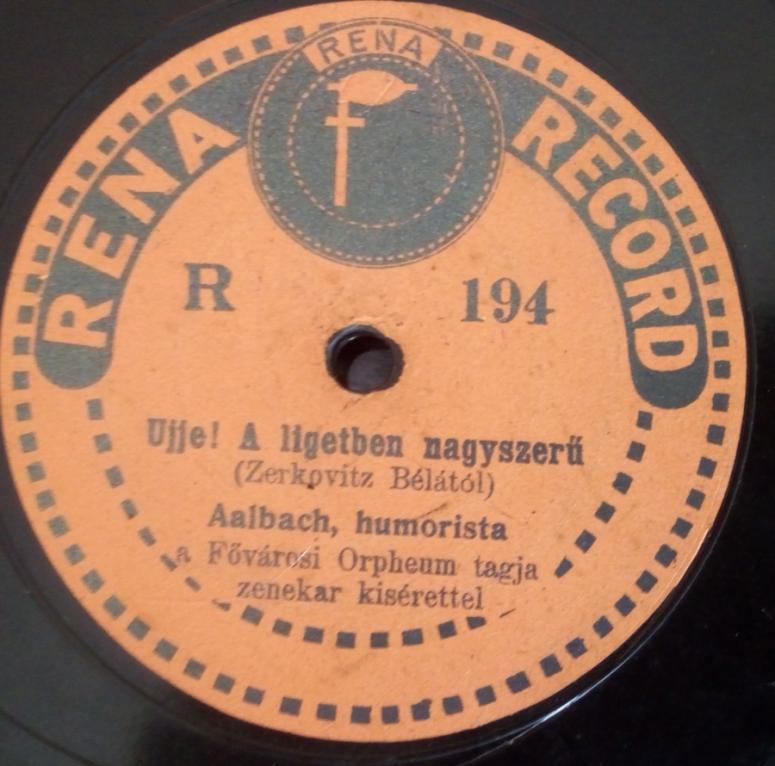 RENA
RENA RECORD
R 194
Ujje! A ligetben nagyszerű
(Zerkovitz Bélától)
Aalbach, humorista
a Fővárosi Orpheum tagja
zenekar kisérettel